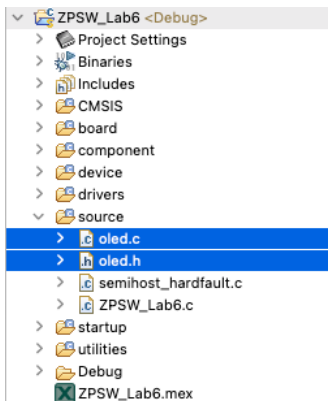 ZPSW_Lab6 <Debug>
Project Settings
Binaries
Includes
CMSIS
board
component
device
drivers
source
oled.c
oled.h
semihost_hardfault.c
ZPSW_Lab6.c
startup
utilities
Debug
ZPSW_Lab6.mex